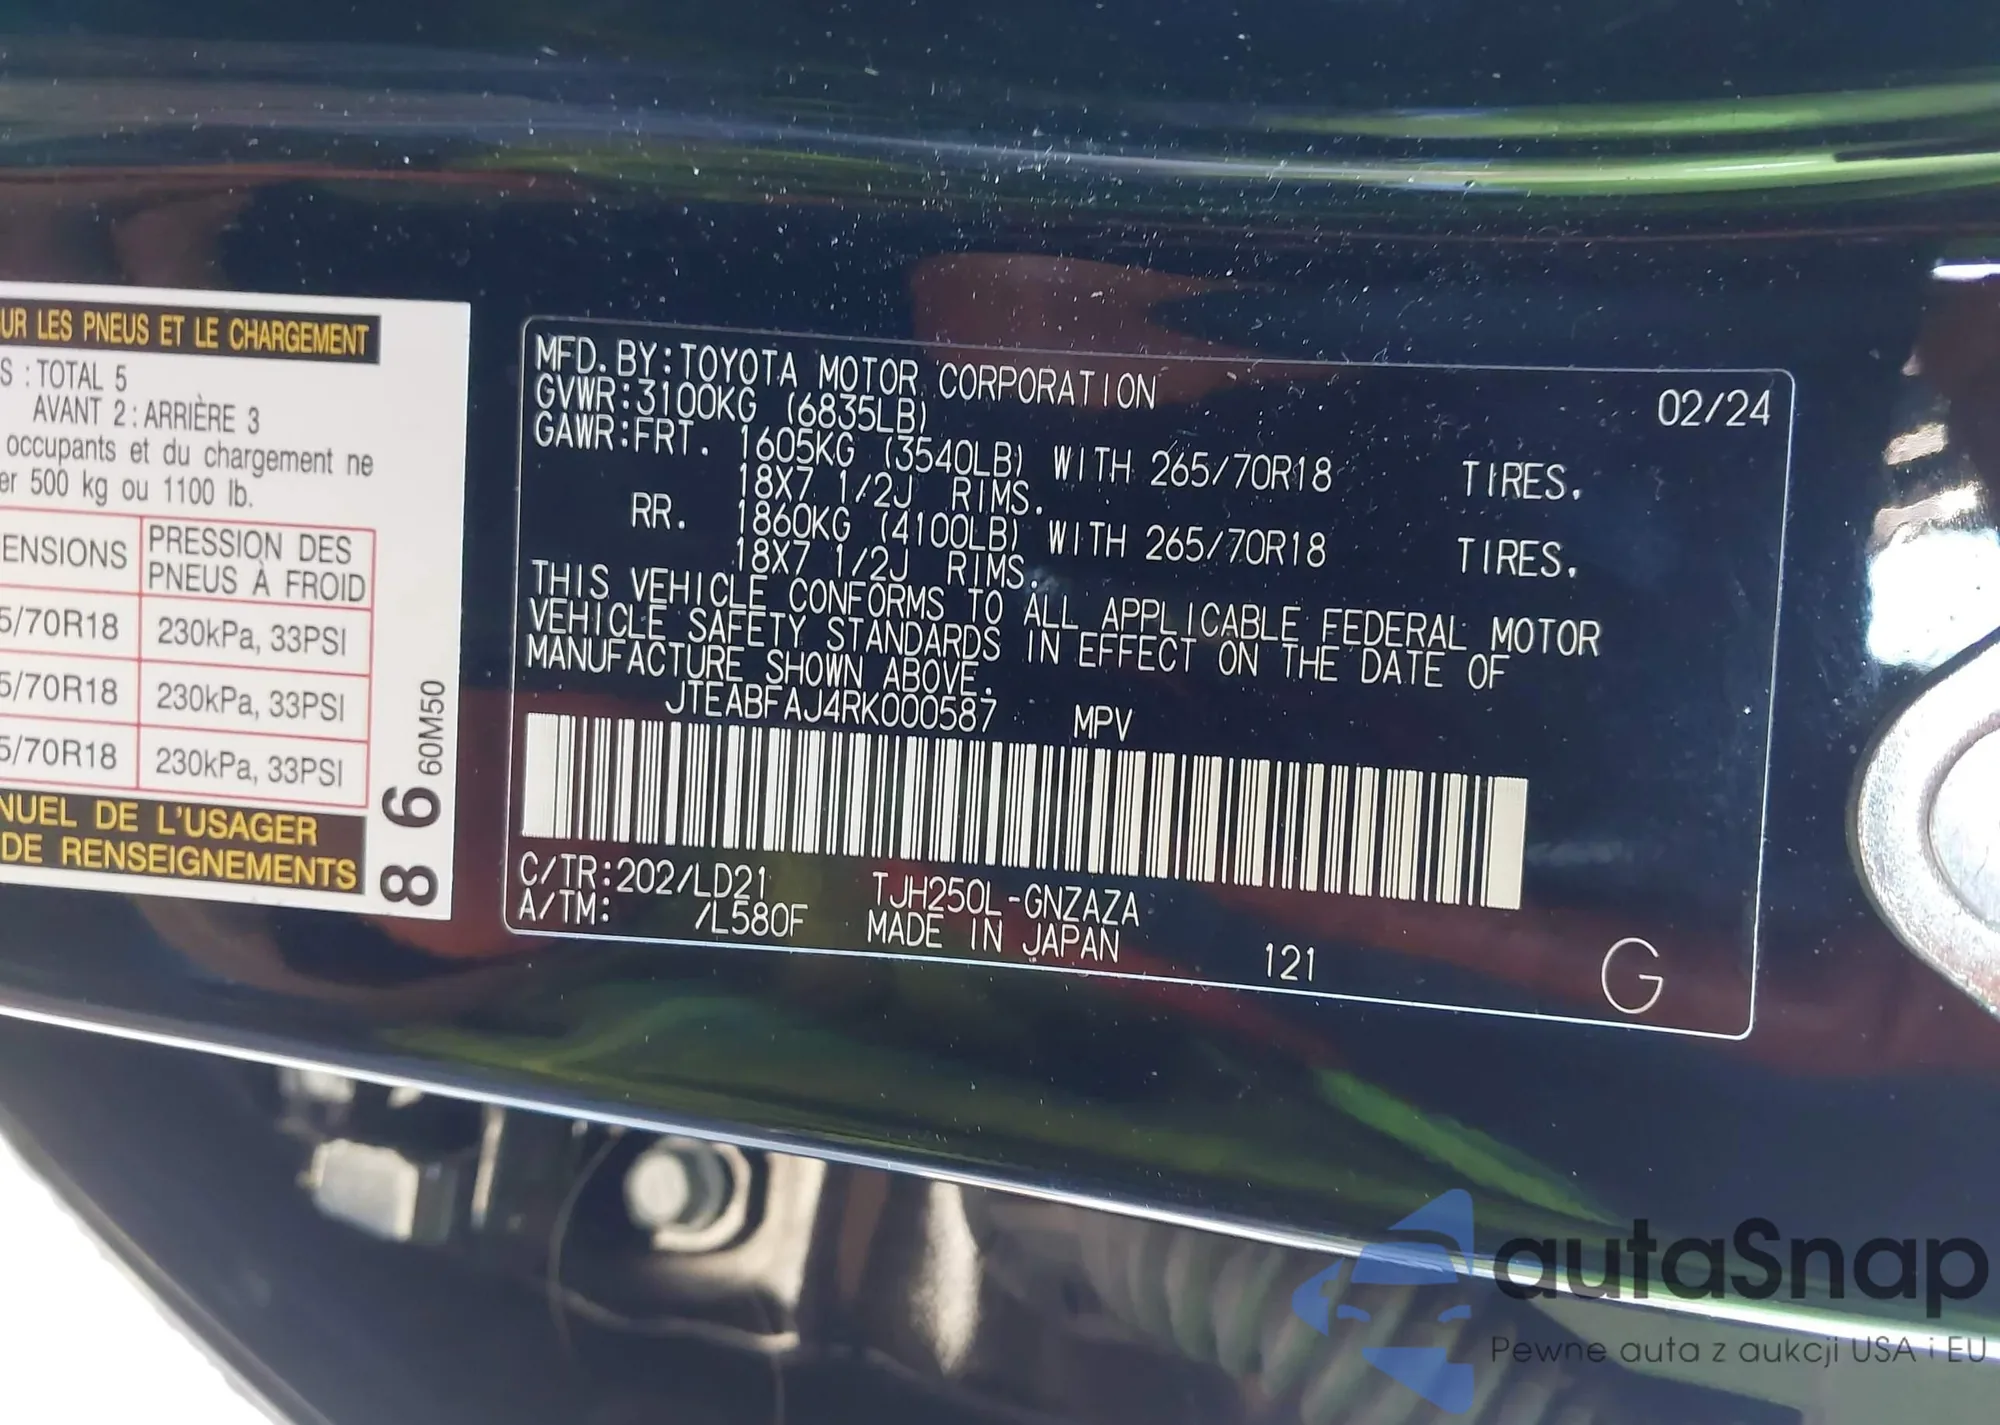 UR LES PNEUS ET LE CHARGEMENT
S : TOTAL 5
AVANT 2 : ARRIÈRE 3
occupants et du chargement ne
er 500 kg ou 1100 lb.
ENSIONS PRESSION DES
PNEUS À FROID
5/70R18 230kPa, 33PSI
5/70R18 230kPa, 33PSI
5/70R18 230kPa, 33PSI
NUEL DE L'USAGER
DE RENSEIGNEMENTS
86 60M50
MFD. BY:TOYOTA MOTOR CORPORATION 02/24
GVWR:3100KG (6835LB)
GAWR:FRT. 1605KG (3540LB) WITH 265/70R18 TIRES.
18X7 1/2J RIMS.
RR. 1860KG (4100LB) WITH 265/70R18 TIRES.
18X7 1/2J RIMS.
THIS VEHICLE CONFORMS TO ALL APPLICABLE FEDERAL MOTOR
VEHICLE SAFETY STANDARDS IN EFFECT ON THE DATE OF
MANUFACTURE SHOWN ABOVE.
JTEABFAJ4RK000587 MPV
C/TR:202/LD21 TJH250L-GNZAZA
A/TM: /L580F MADE IN JAPAN 121 G
autaSnap
Pewne auta z aukcji USA i EU